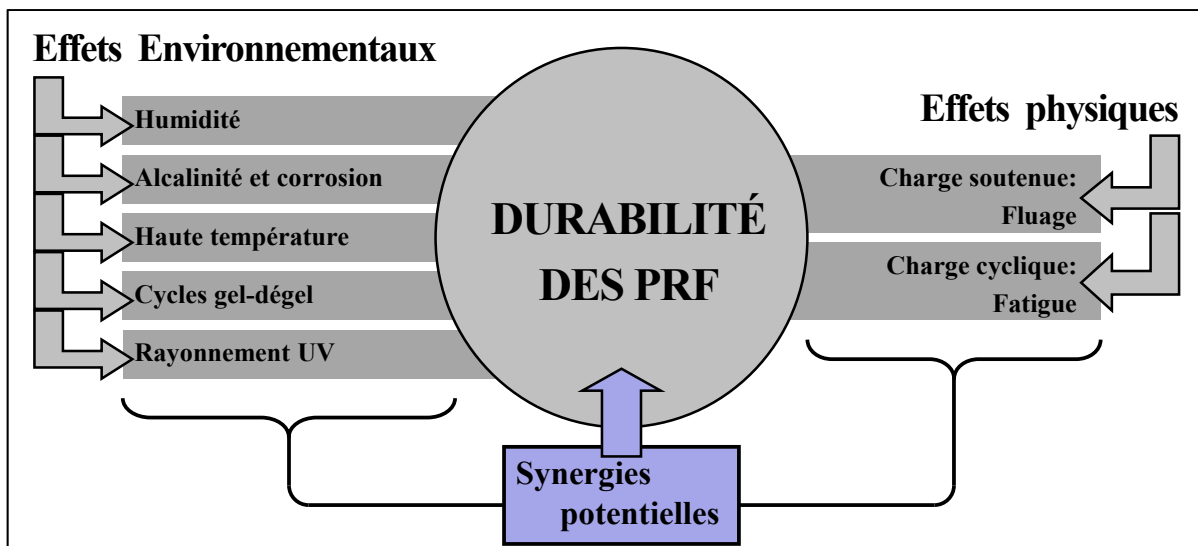 Effets Environnementaux
Humidité
Alcalinité et corrosion
Haute température
Cycles gel-dégel
Rayonnement UV
DURABILITÉ
DES PRF
Effets physiques
Charge soutenue:
Fluage
Charge cyclique:
Fatigue
Synergies
potentielles